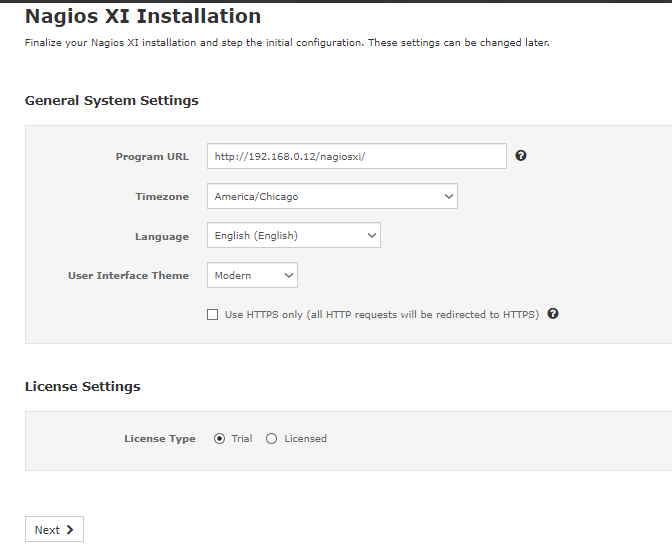 Nagios XI Installation
Finalize your Nagios XI installation and step the initial configuration. These settings can be changed later.
General System Settings
Program URL http://192.168.0.12/nagiosxi/ ?
Timezone America/Chicago
Language English (English)
User Interface Theme Modern
Use HTTPS only (all HTTP requests will be redirected to HTTPS) ?
License Settings
License Type Trial Licensed
Next